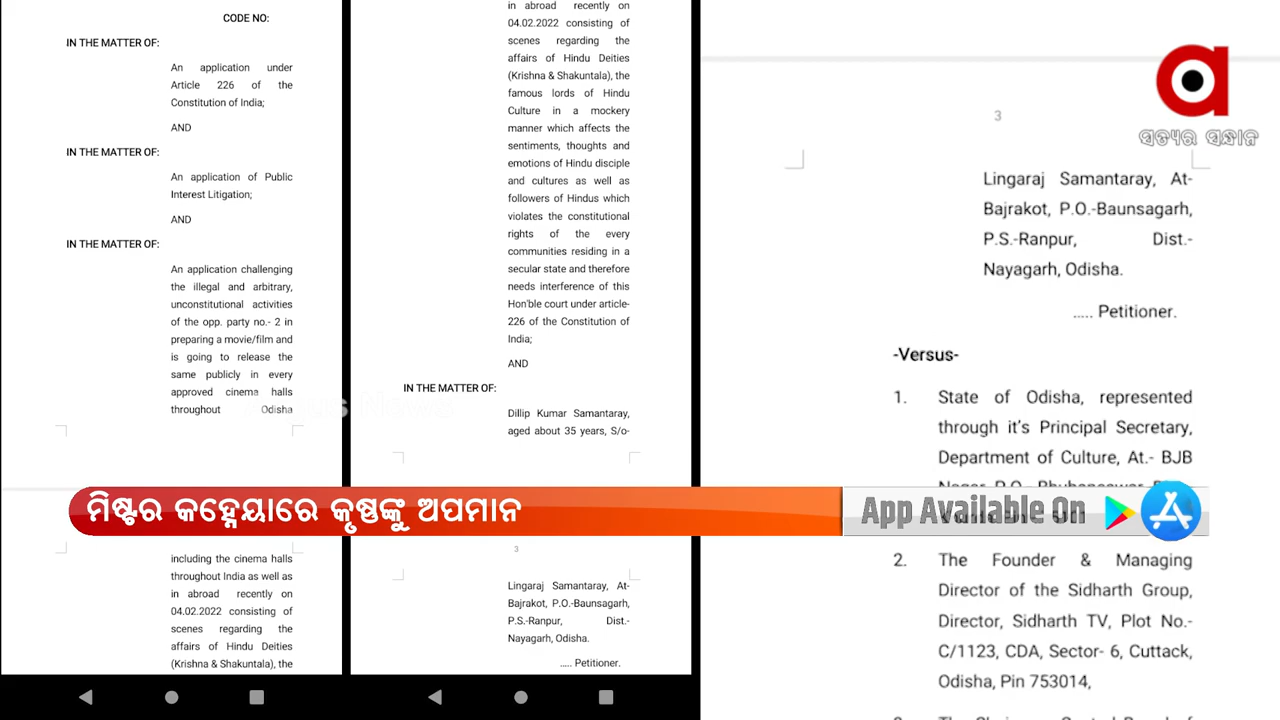 CODE NO:
IN THE MATTER OF:
An application under
Article 226 of the
Constitution of India;
AND
IN THE MATTER OF:
An application of Public
Interest Litigation;
AND
IN THE MATTER OF:
An application challenging
the illegal and arbitrary,
unconstitutional activities
of the opp. party no.- 2 in
preparing a movie/film and
is going to release the
same publicly in every
approved cinema halls
throughout Odisha
including the cinema halls
throughout India as well as
in abroad recently on
04.02.2022 consisting of
scenes regarding the
affairs of Hindu Deities
(Krishna & Shakuntala), the
in abroad recently on
04.02.2022 consisting of
scenes regarding the
affairs of Hindu Deities
(Krishna & Shakuntala), the
famous lords of Hindu
Culture in a mockery
manner which affects the
sentiments, thoughts and
emotions of Hindu disciple
and cultures as well as
followers of Hindus which
violates the constitutional
rights of the every
communities residing in a
secular state and therefore
needs interference of this
Hon'ble court under article-
226 of the Constitution of
India;
AND
IN THE MATTER OF:
Dillip Kumar Samantaray,
aged about 35 years, S/o-
3
Lingaraj Samantaray, At-
Bajrakot, P.O.-Baunsagarh,
P.S.-Ranpur, Dist.-
Nayagarh, Odisha.
..... Petitioner.
ସତ୍ୟର ସନ୍ଧାନ
3
Lingaraj Samantaray, At-
Bajrakot, P.O.-Baunsagarh,
P.S.-Ranpur, Dist.-
Nayagarh, Odisha.
..... Petitioner.
-Versus-
1. State of Odisha, represented
through it's Principal Secretary,
Department of Culture, At.- BJB
2. The Founder & Managing
Director of the Sidharth Group,
Director, Sidharth TV, Plot No.-
C/1123, CDA, Sector- 6, Cuttack,
Odisha, Pin 753014,
News
ମିଷ୍ଟର କହ୍ନେୟାରେ କୃଷ୍ଣଙ୍କୁ ଅପମାନ
App Available On